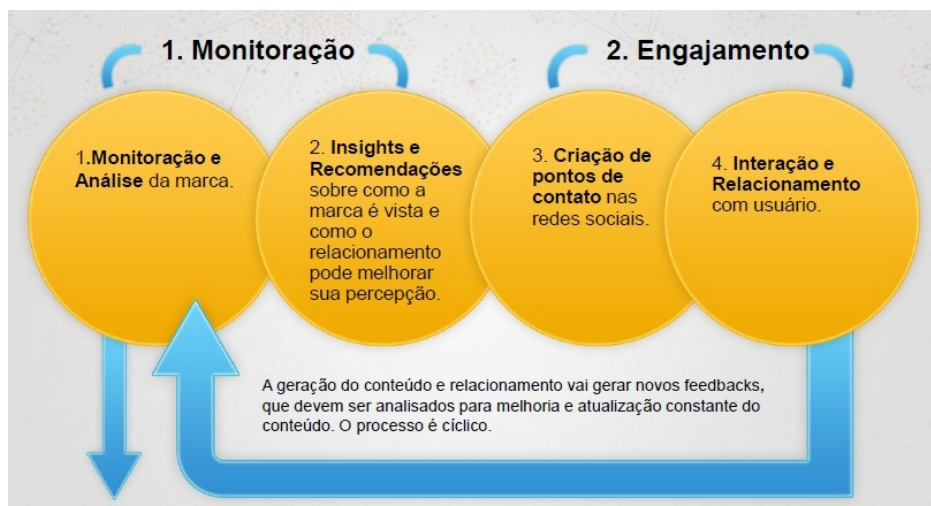 1. Monitoração
2. Engajamento
1.Monitoração e
Análise da marca.
2. Insights e
Recomendações
sobre como a
marca é vista e
como o
relacionamento
pode melhorar
sua percepção.
3. Criação de
pontos de
contato nas
redes sociais.
4. Interação e
Relacionamento
com usuário.
A geração do conteúdo e relacionamento vai gerar novos feedbacks,
que devem ser analisados para melhoria e atualização constante do
conteúdo. O processo é cíclico.